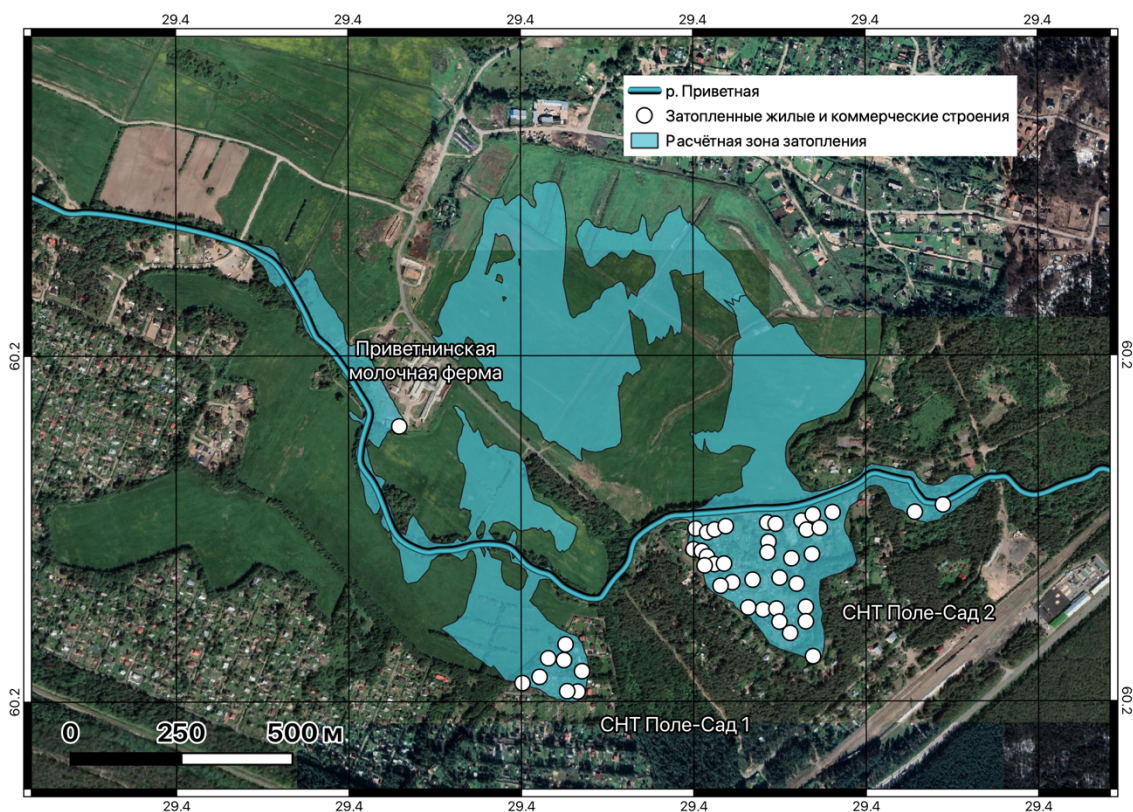 29.4 29.4 29.4 29.4 29.4 29.4
р. Приветная
Затопленные жилые и коммерческие строения
Расчётная зона затопления
60.2 60.2
Приветнинская
молочная ферма
СНТ Поле-Сад 2
60.2 60.2
СНТ Поле-Сад 1
0 250 500 м
29.4 29.4 29.4 29.4 29.4 29.4